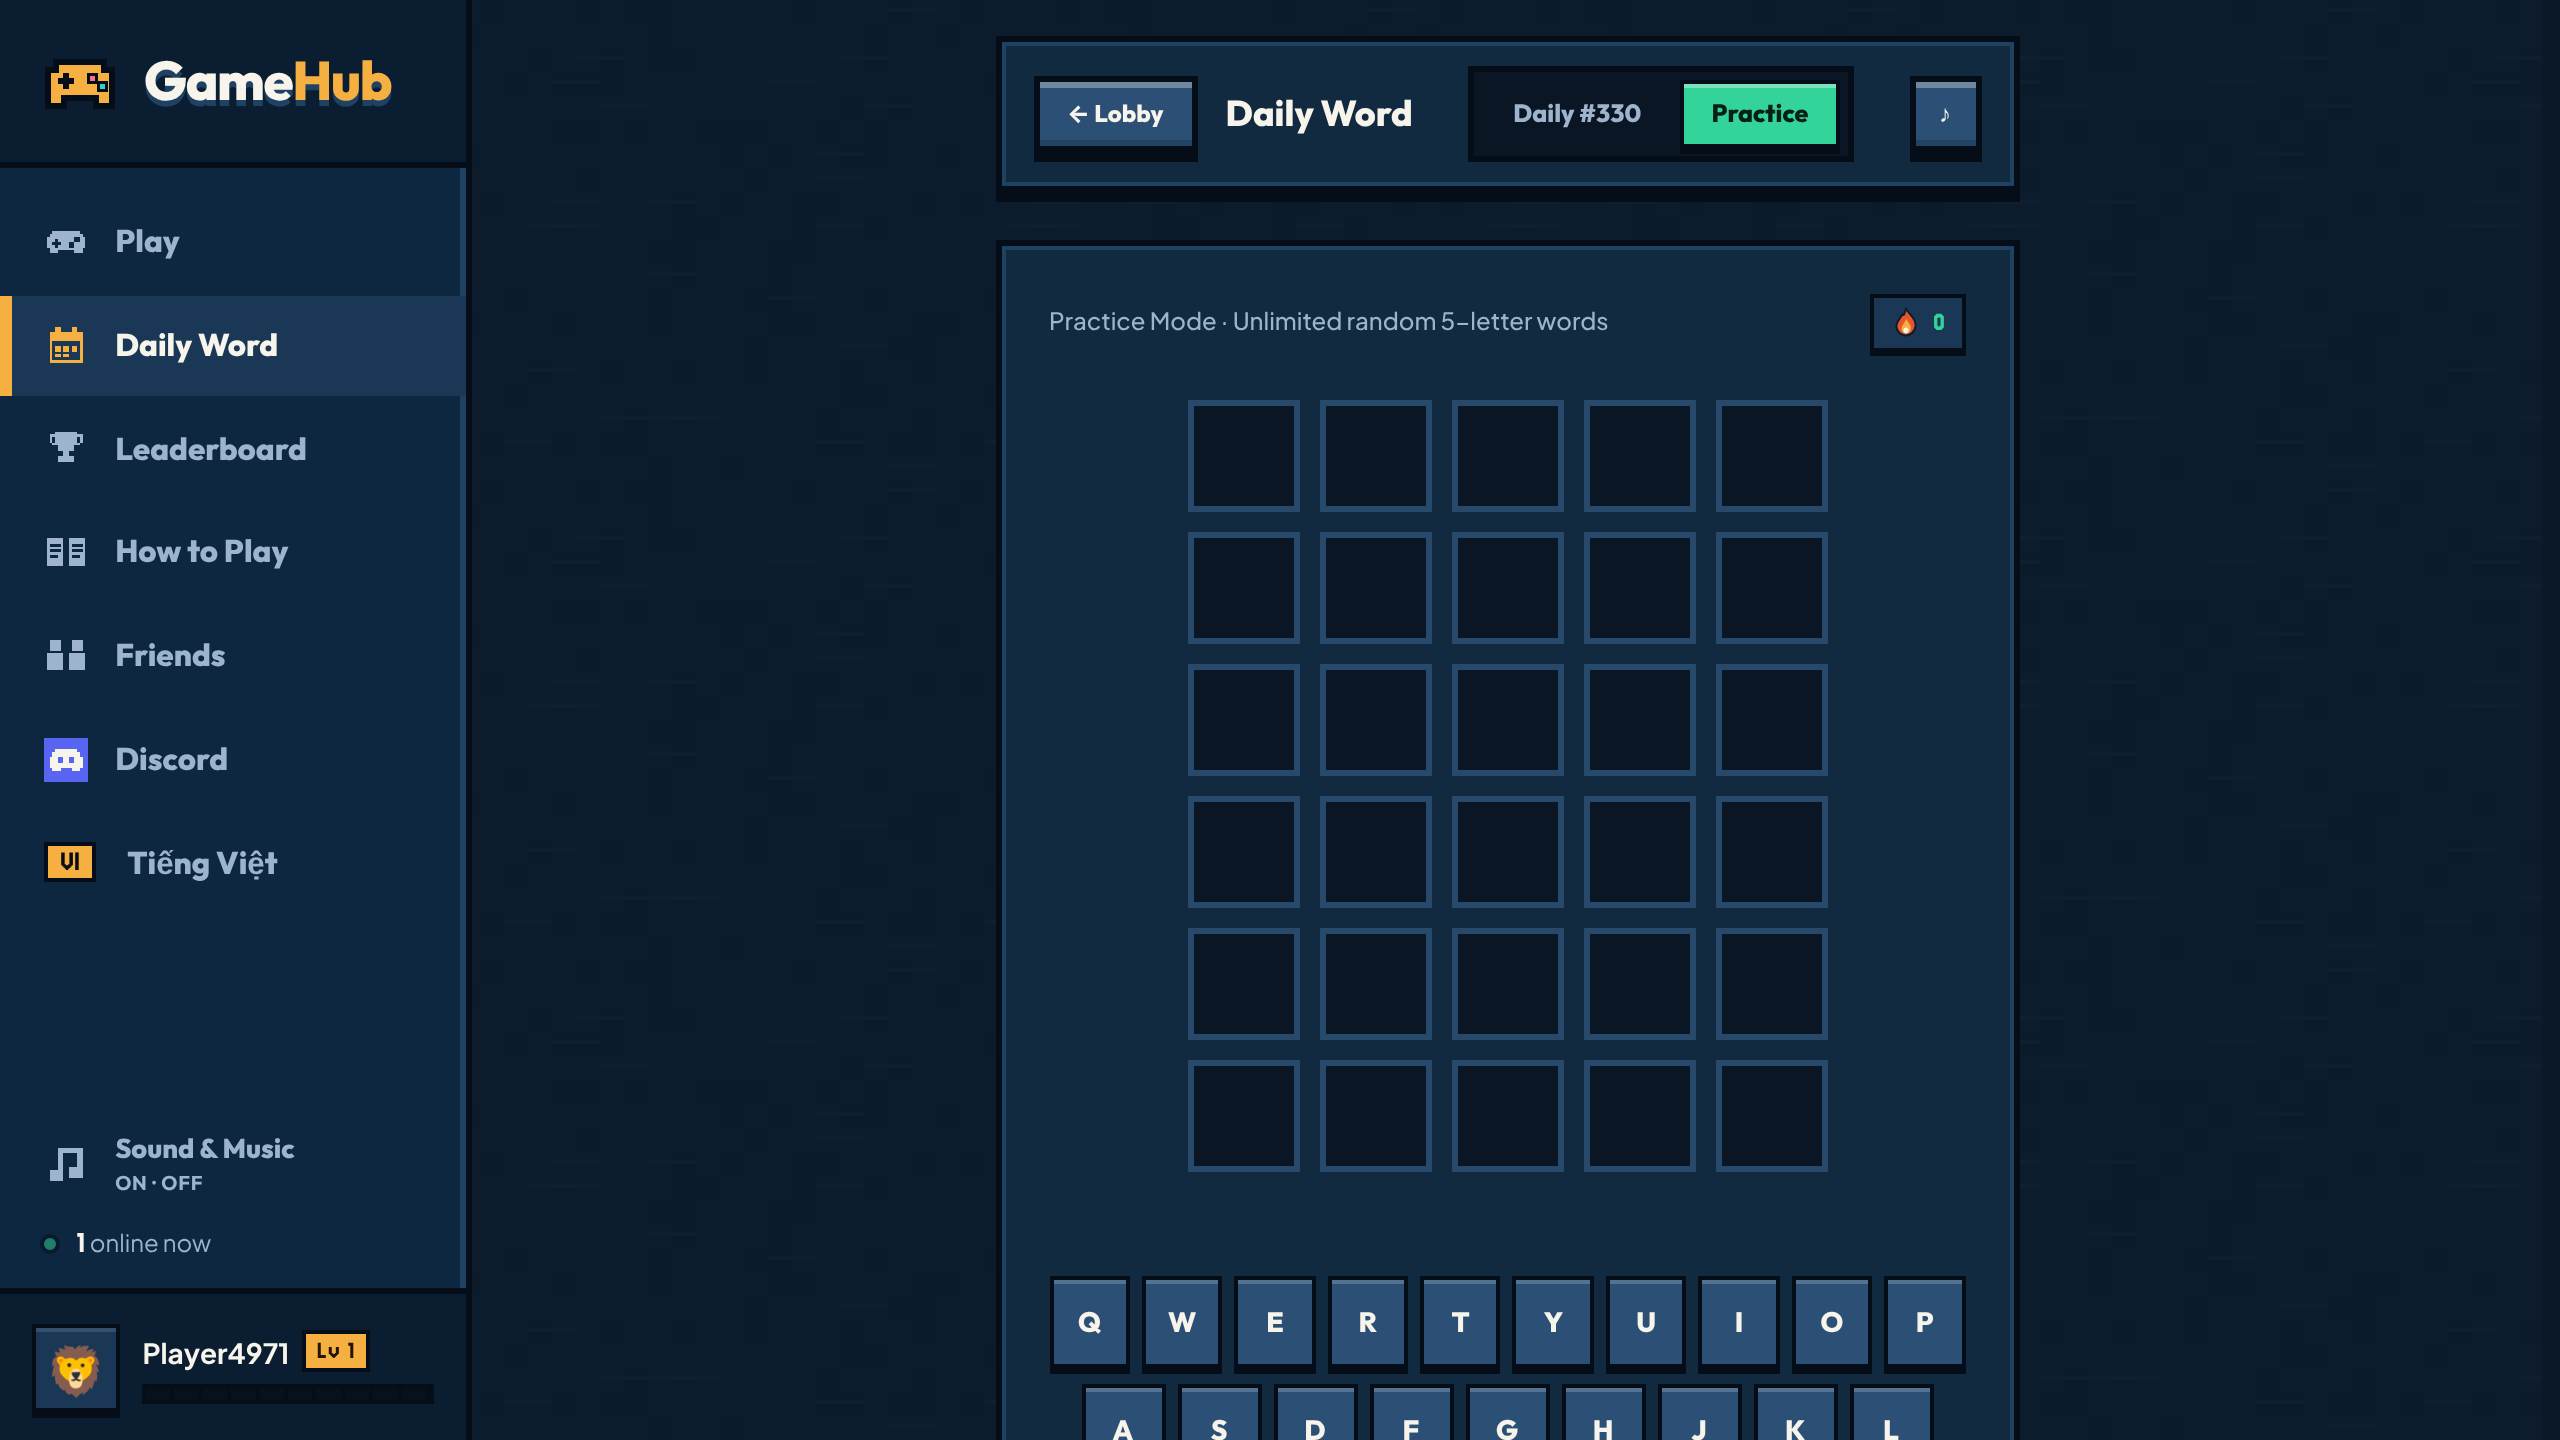 GameHub
Play
Daily Word
Leaderboard
How to Play
Friends
Discord
VI Tiếng Việt
Sound & Music
ON · OFF
1 online now
Player4971 Lv 1
← Lobby Daily Word Daily #330 Practice ♪
Practice Mode · Unlimited random 5-letter words 0
Q W E R T Y U I O P
A S D F G H J K L